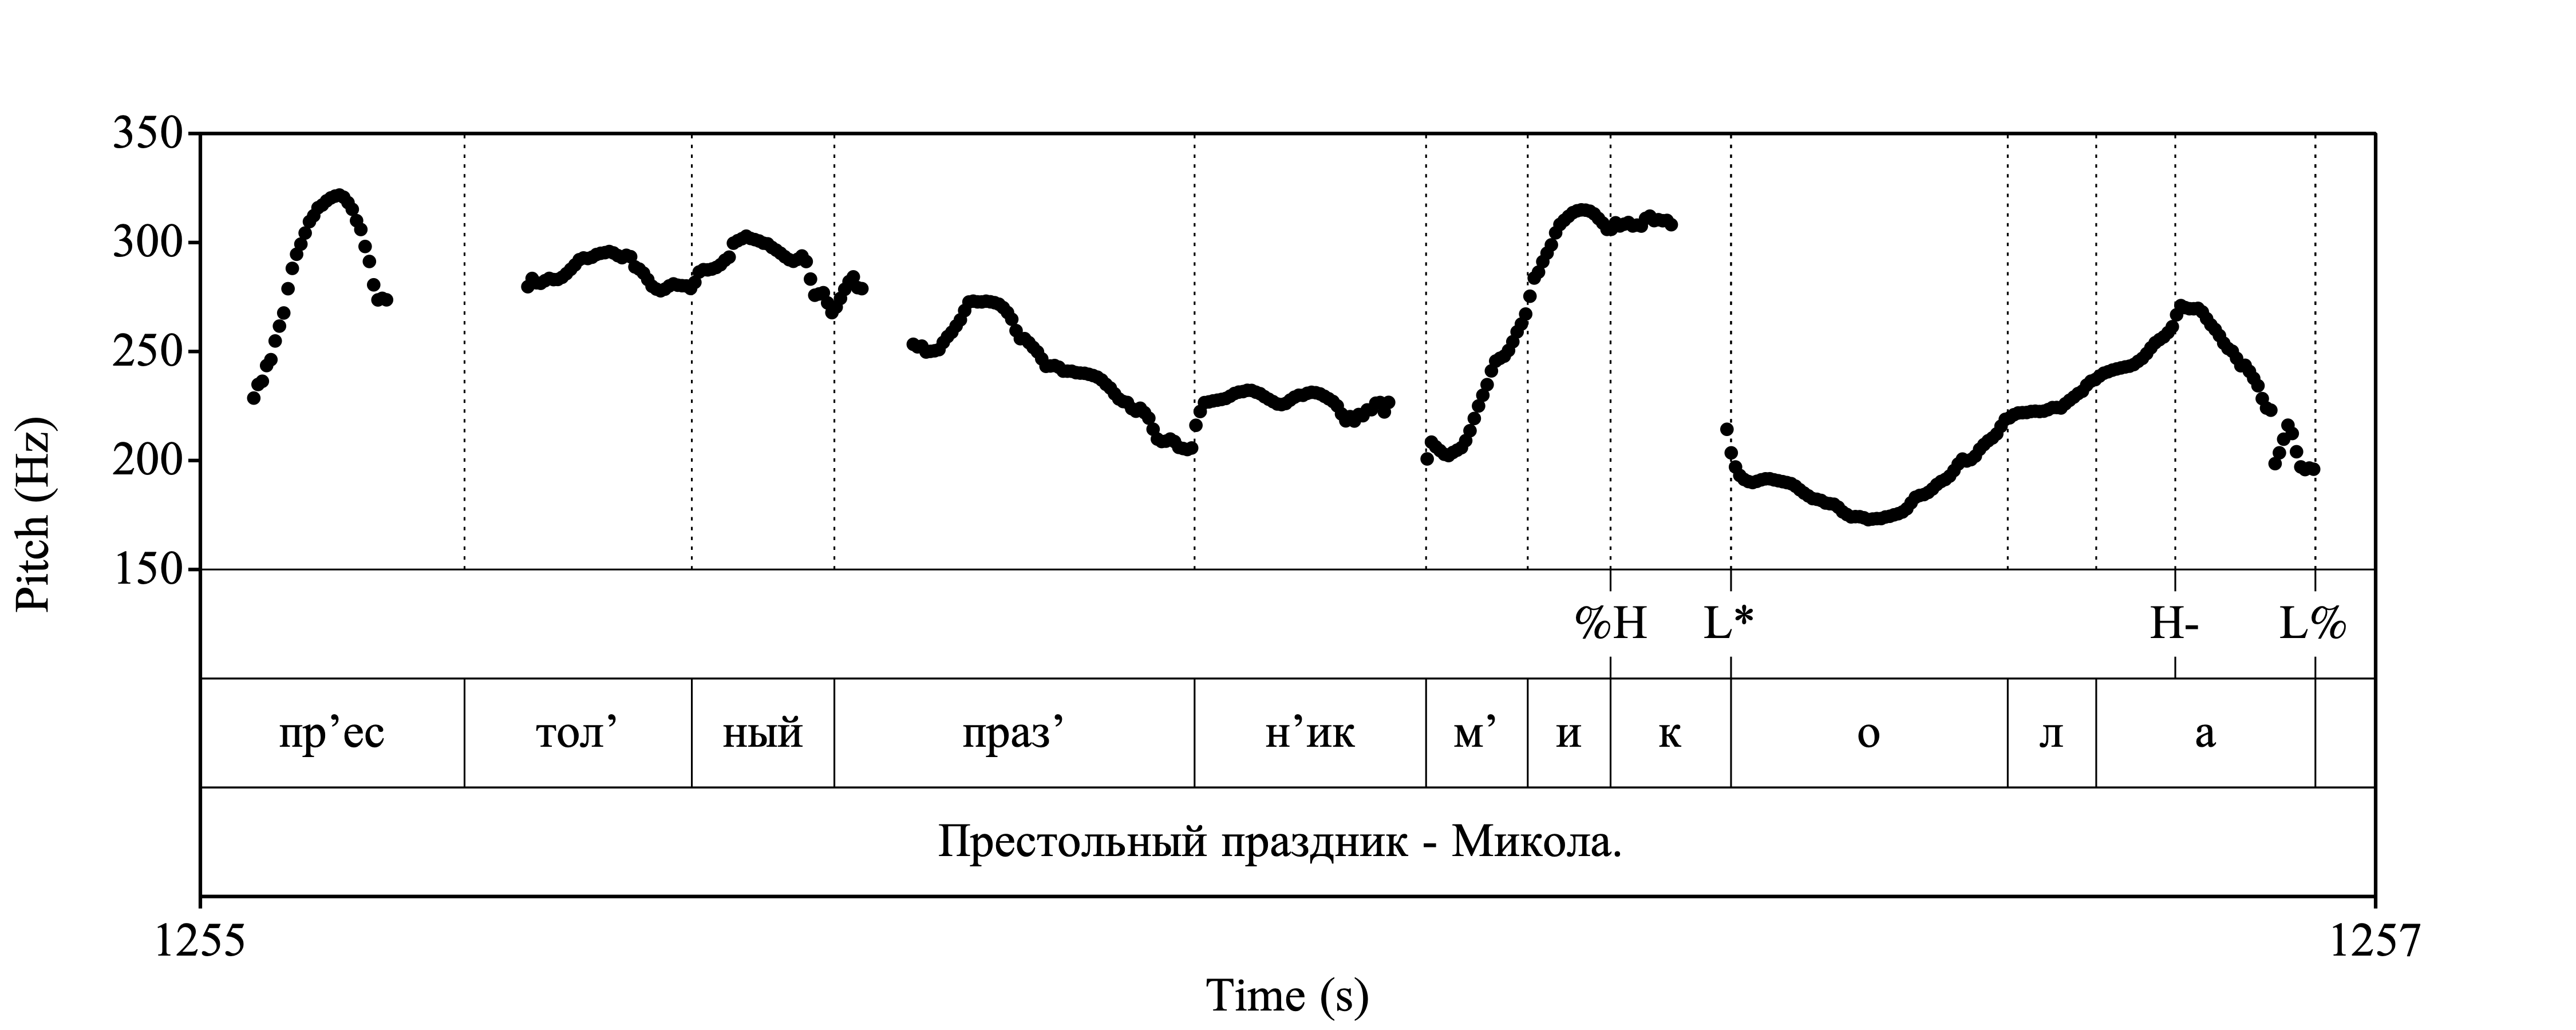 350
300
250
200
150
Pitch (Hz)
%H L* H- L%
пр’ес тол’ ный праз’ н’ик м’ и к о л а
Престольный праздник - Микола.
1255 1257
Time (s)